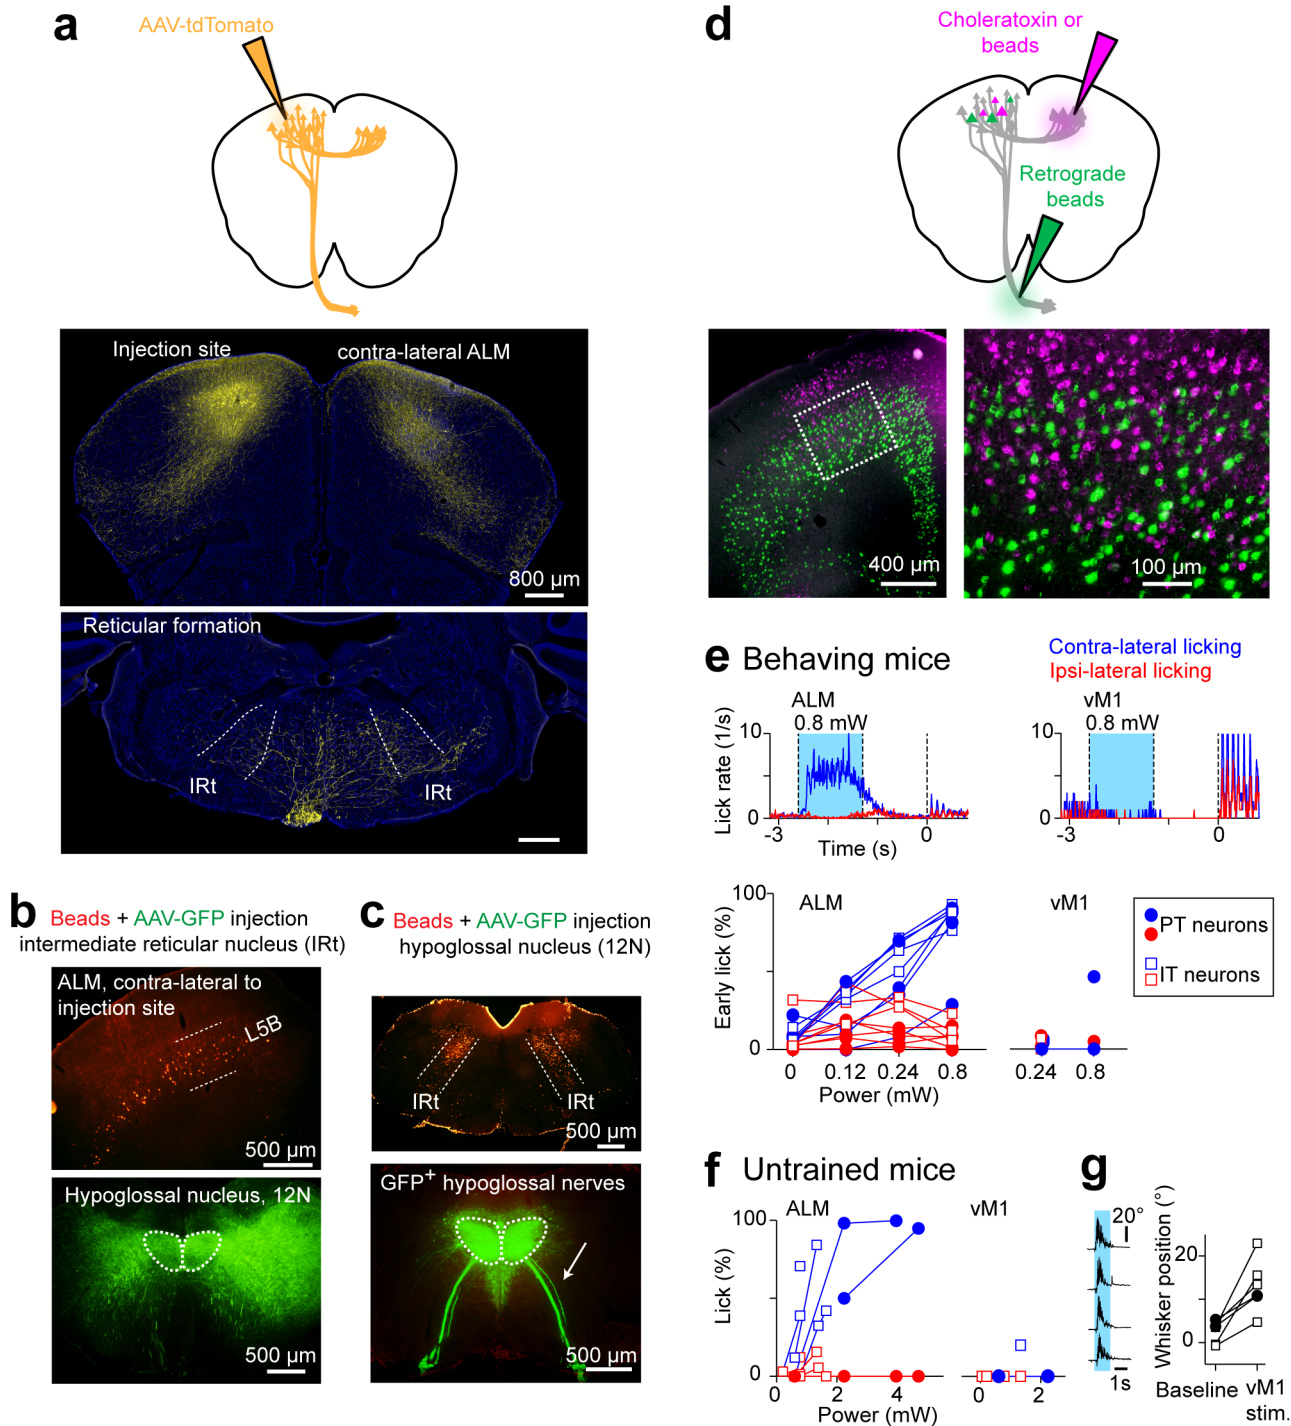 a
AAV-tdTomato
Injection site
contra-lateral ALM
800 µm
Reticular formation
IRt
IRt
b
Beads + AAV-GFP injection
intermediate reticular nucleus (IRt)
ALM, contra-lateral to
injection site
L5B
500 µm
Hypoglossal nucleus, 12N
500 µm
c
Beads + AAV-GFP injection
hypoglossal nucleus (12N)
IRt
IRt
500 µm
GFP+ hypoglossal nerves
500 µm
d
Choleratoxin or
beads
Retrograde
beads
400 µm
100 µm
e Behaving mice
Contra-lateral licking
Ipsi-lateral licking
ALM
0.8 mW
10
0
Lick rate (1/s)
-3
0
Time (s)
vM1
0.8 mW
10
0
-3
0
100
0
Early lick (%)
ALM
0
0.12
0.24
0.8
Power (mW)
vM1
0.24
0.8
PT neurons
IT neurons
f Untrained mice
ALM
100
0
Lick (%)
0
2
4
Power (mW)
vM1
0
2
g
20°
1s
Whisker position (°)
20
0
Baseline
vM1
stim.